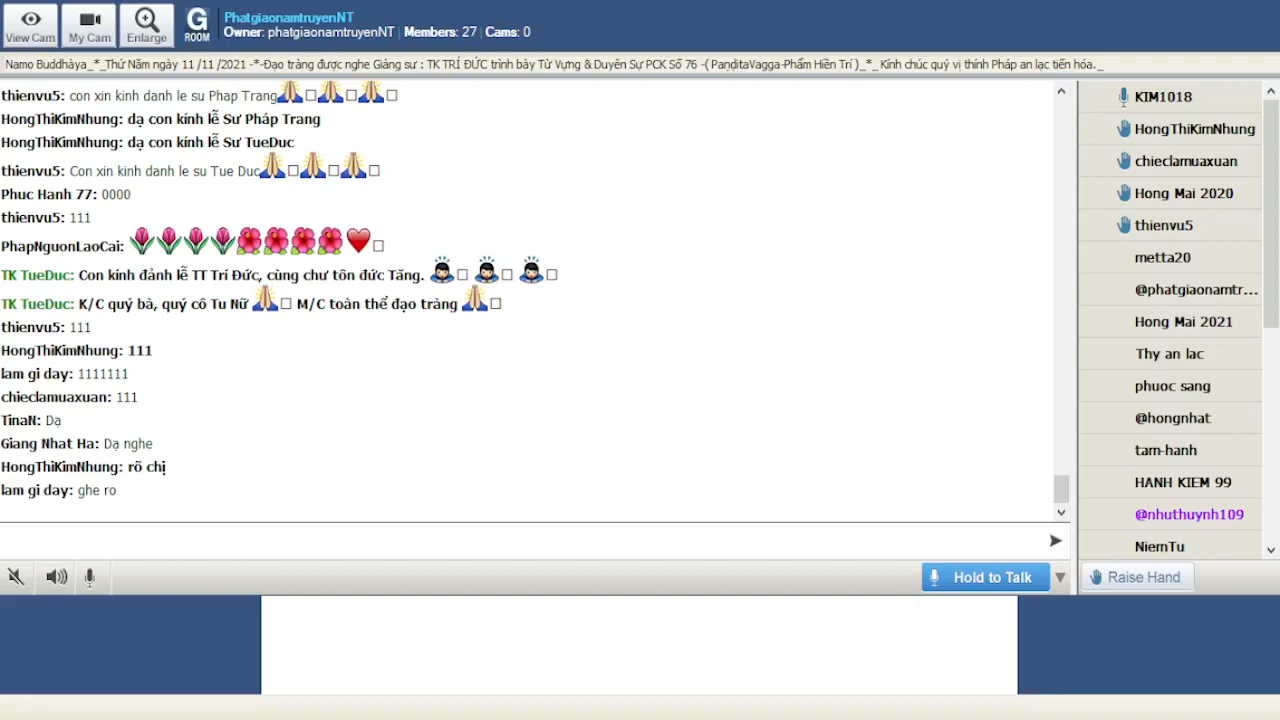 View Cam
My Cam
Enlarge
G
ROOM
PhatgiaonamtruyenNT
Owner: phatgiaonamtruyenNT | Members: 27 | Cams: 0
Namo Buddhàya_*_Thứ Năm ngày 11 /11 /2021 -*-Đạo tràng được nghe Giảng sư : TK TRÍ ĐỨC trình bày Từ Vựng & Duyên Sự PCK Số 76 -( PaṇḍitaVagga-Phẩm Hiền Trí )_*_ Kính chúc quý vị thính Pháp an lạc tiến hóa._
thienvu5: con xin kinh danh le su Phap Trang🙏🙏🙏
HongThiKimNhung: dạ con kính lễ Sư Pháp Trang
HongThiKimNhung: dạ con kính lễ Sư TueDuc
thienvu5: Con xin kinh danh le su Tue Duc🙏🙏🙏
Phuc Hanh 77: 0000
thienvu5: 111
PhapNguonLaoCai: 🌷🌷🌷🌷🌺🌺🌺🌺❤
TK TueDuc: Con kính đảnh lễ TT Trí Đức, cùng chư tôn đức Tăng. 🙇 🙇 🙇
TK TueDuc: K/C quý bà, quý cô Tu Nữ 🙏 M/C toàn thể đạo tràng 🙏
thienvu5: 111
HongThiKimNhung: 111
lam gi day: 1111111
chieclamuaxuan: 111
TinaN: Dạ
Giang Nhat Ha: Dạ nghe
HongThiKimNhung: rõ chị
lam gi day: ghe ro
Hold to Talk
KIM1018
HongThiKimNhung
chieclamuaxuan
Hong Mai 2020
thienvu5
metta20
@phatgiaonamtr...
Hong Mai 2021
Thy an lac
phuoc sang
@hongnhat
tam-hanh
HANH KIEM 99
@nhuthuynh109
NiemTu
Raise Hand